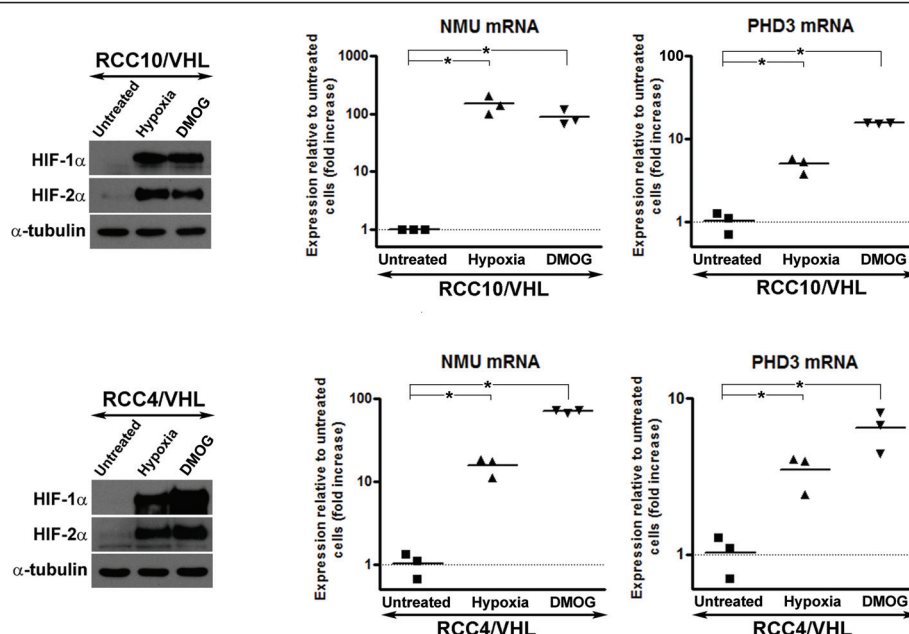 RCC10/VHL
Untreated
Hypoxia
DMOG
HIF-1α
HIF-2α
α-tubulin
NMU mRNA
Expression relative to untreated
cells (fold increase)
1000
100
10
1
*
*
Untreated Hypoxia DMOG
RCC10/VHL
PHD3 mRNA
Expression relative to untreated
cells (fold increase)
100
10
1
*
*
Untreated Hypoxia DMOG
RCC10/VHL
RCC4/VHL
Untreated
Hypoxia
DMOG
HIF-1α
HIF-2α
α-tubulin
NMU mRNA
Expression relative to untreated
cells (fold increase)
100
10
1
*
*
Untreated Hypoxia DMOG
RCC4/VHL
PHD3 mRNA
Expression relative to untreated
cells (fold increase)
10
1
*
*
Untreated Hypoxia DMOG
RCC4/VHL